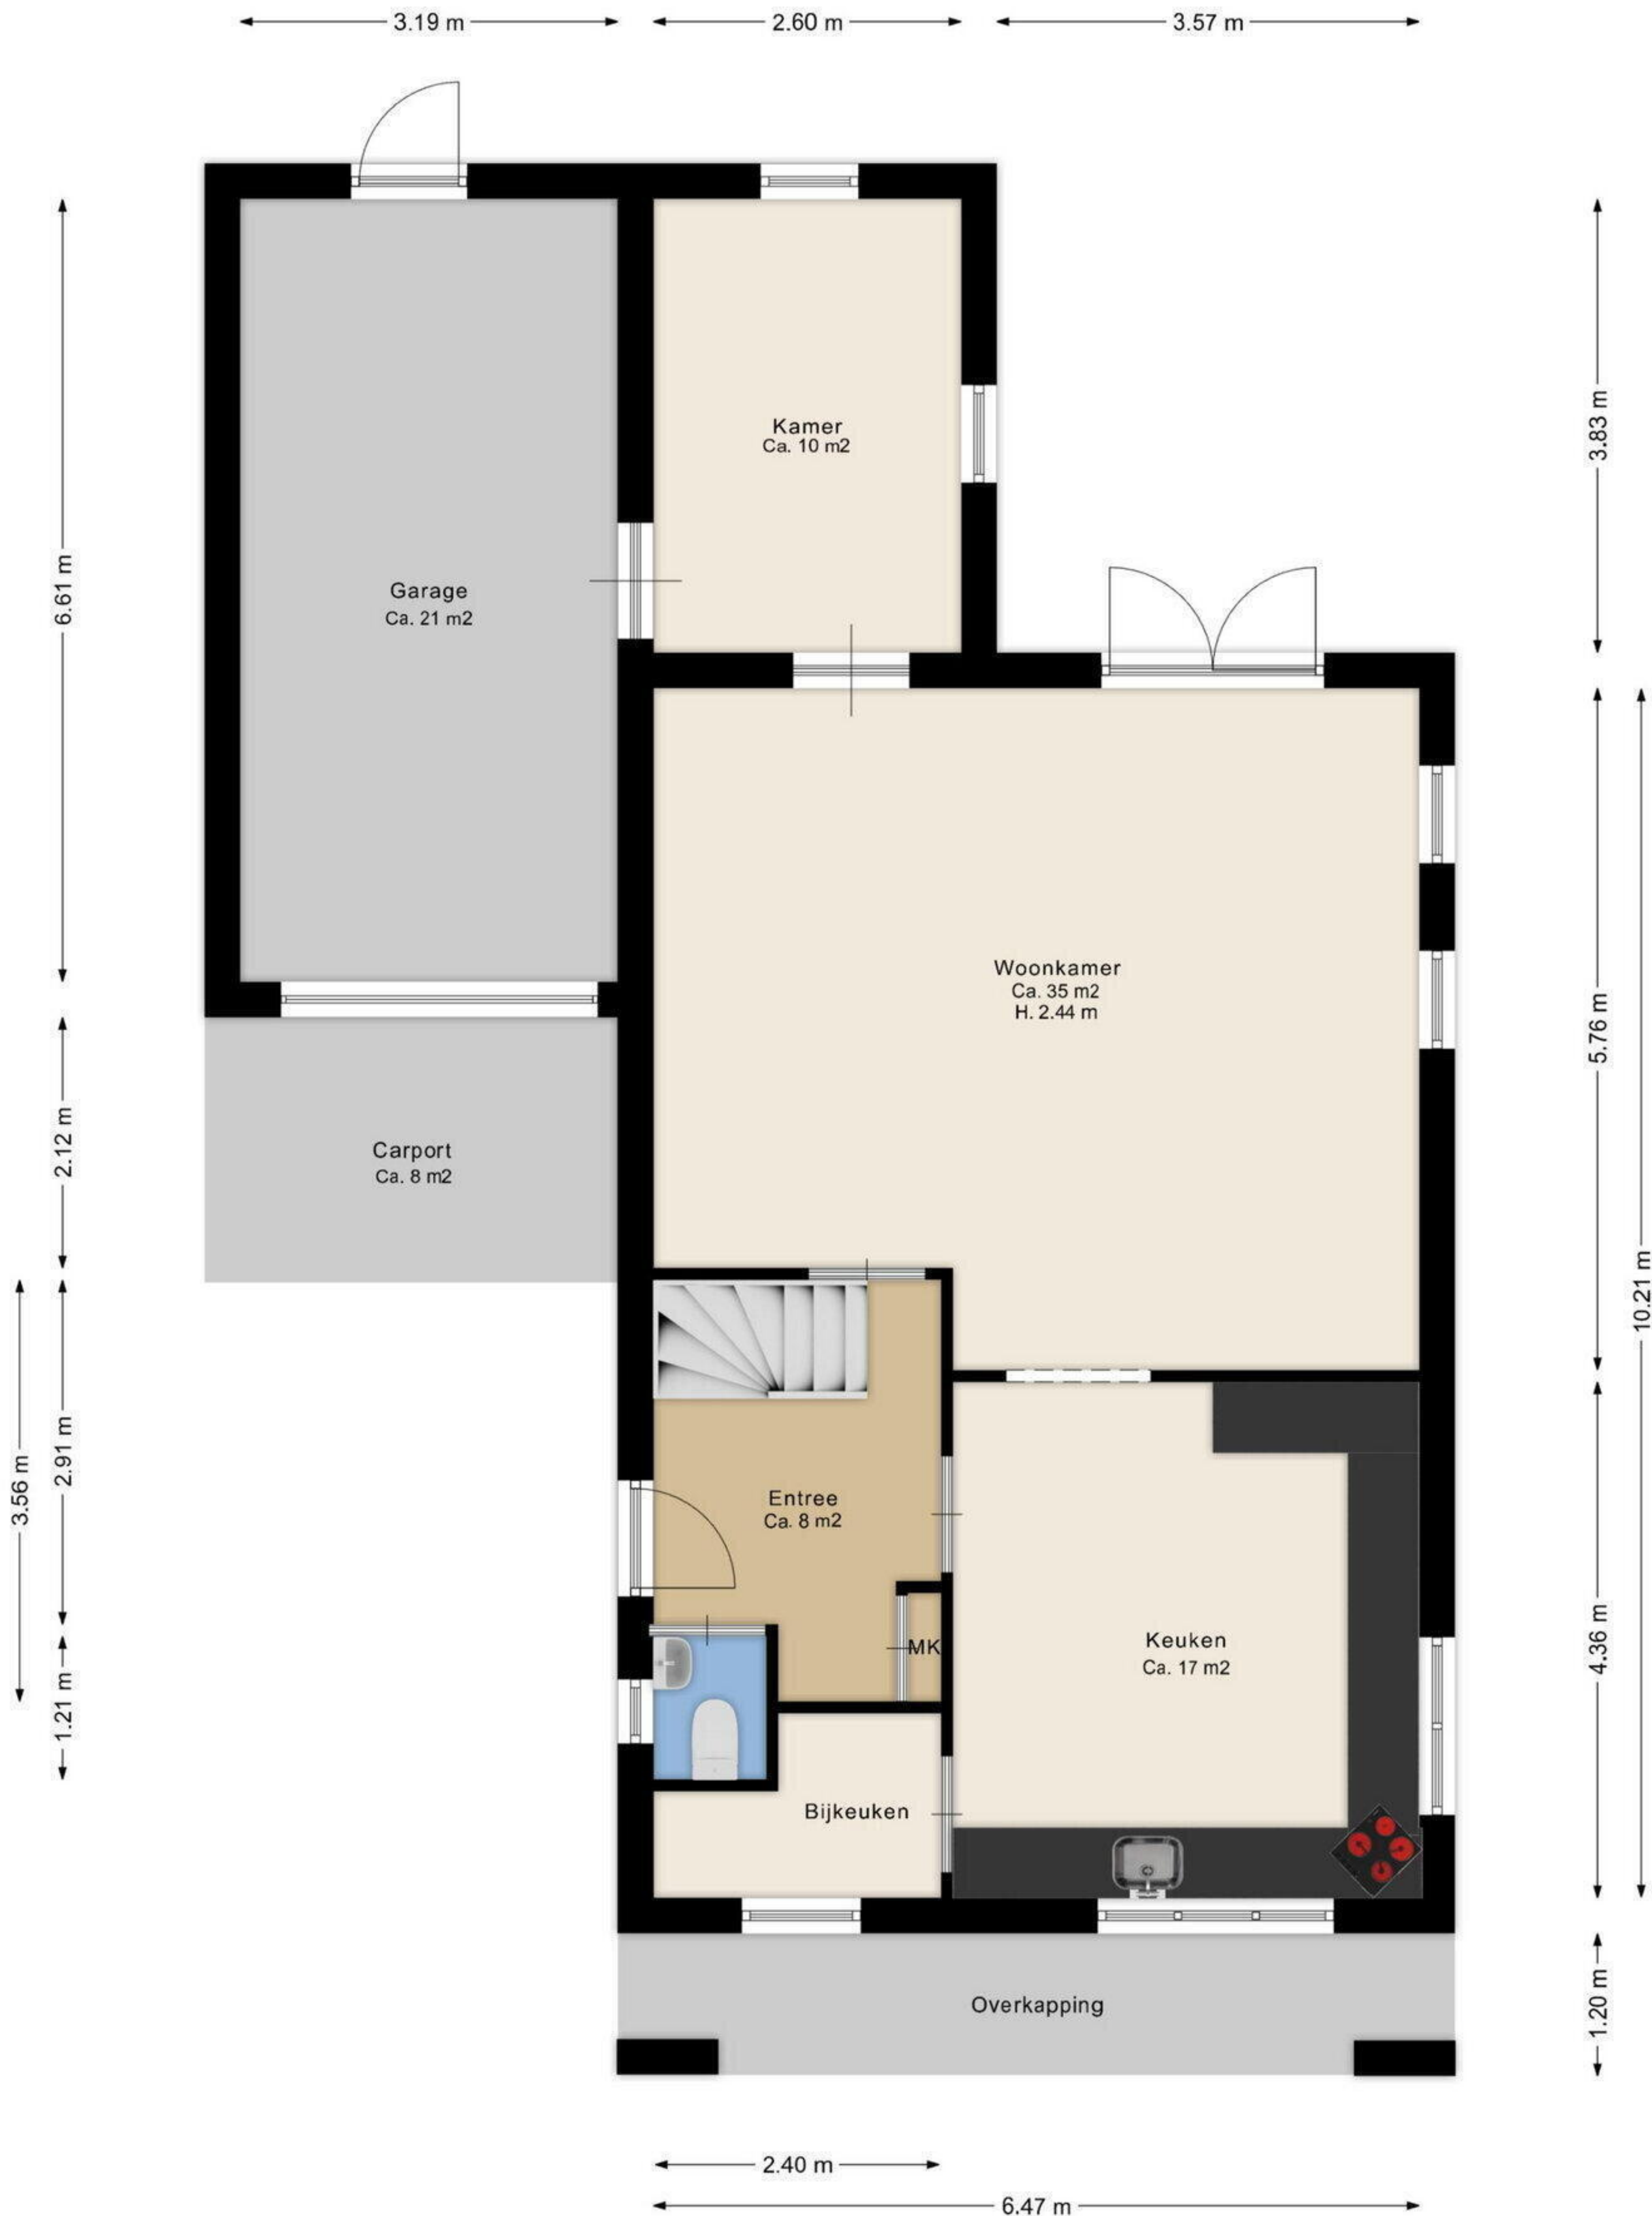 3.19 m
2.60 m
3.57 m
3.83 m
Kamer
Ca. 10 m2
6.61 m
Garage
Ca. 21 m2
Woonkamer
Ca. 35 m2
H. 2.44 m
5.76 m
2.12 m
Carport
Ca. 8 m2
10.21 m
2.91 m
3.56 m
Entree
Ca. 8 m2
MK
Keuken
Ca. 17 m2
4.36 m
1.21 m
Bijkeuken
Overkapping
1.20 m
2.40 m
6.47 m